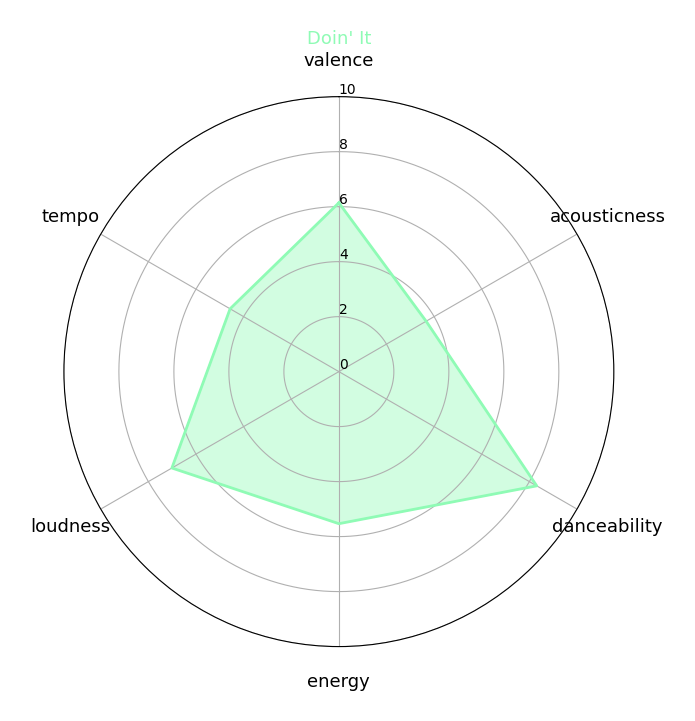 Doin' It
valence
10
8
6
4
2
0
tempo
acousticness
loudness
danceability
energy